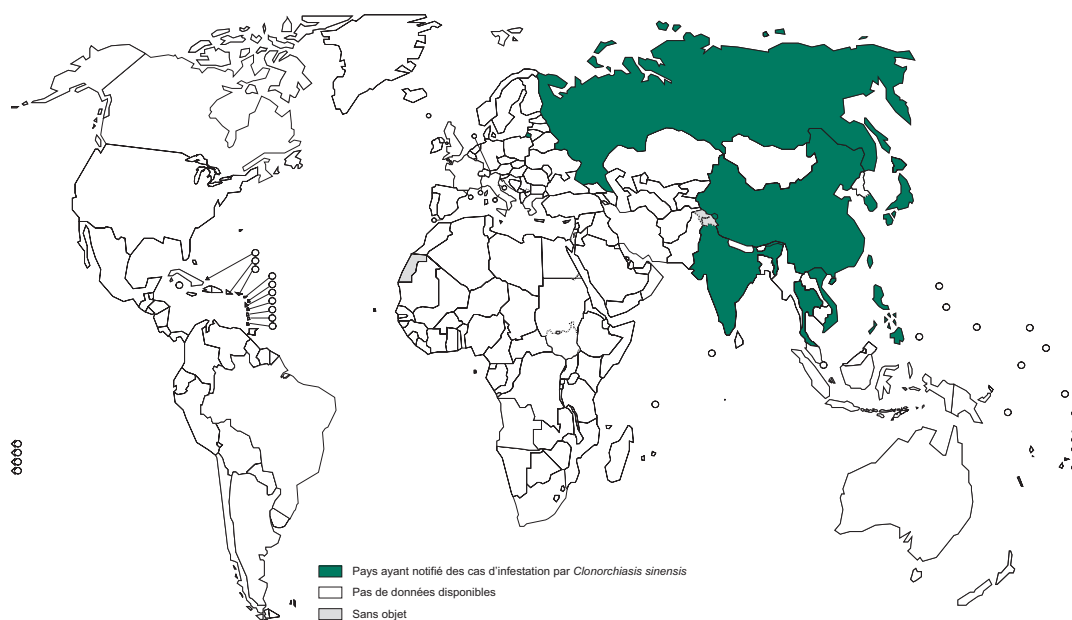 Pays ayant notifié des cas d'infestation par Clonorchiasis sinensis
Pas de données disponibles
Sans objet